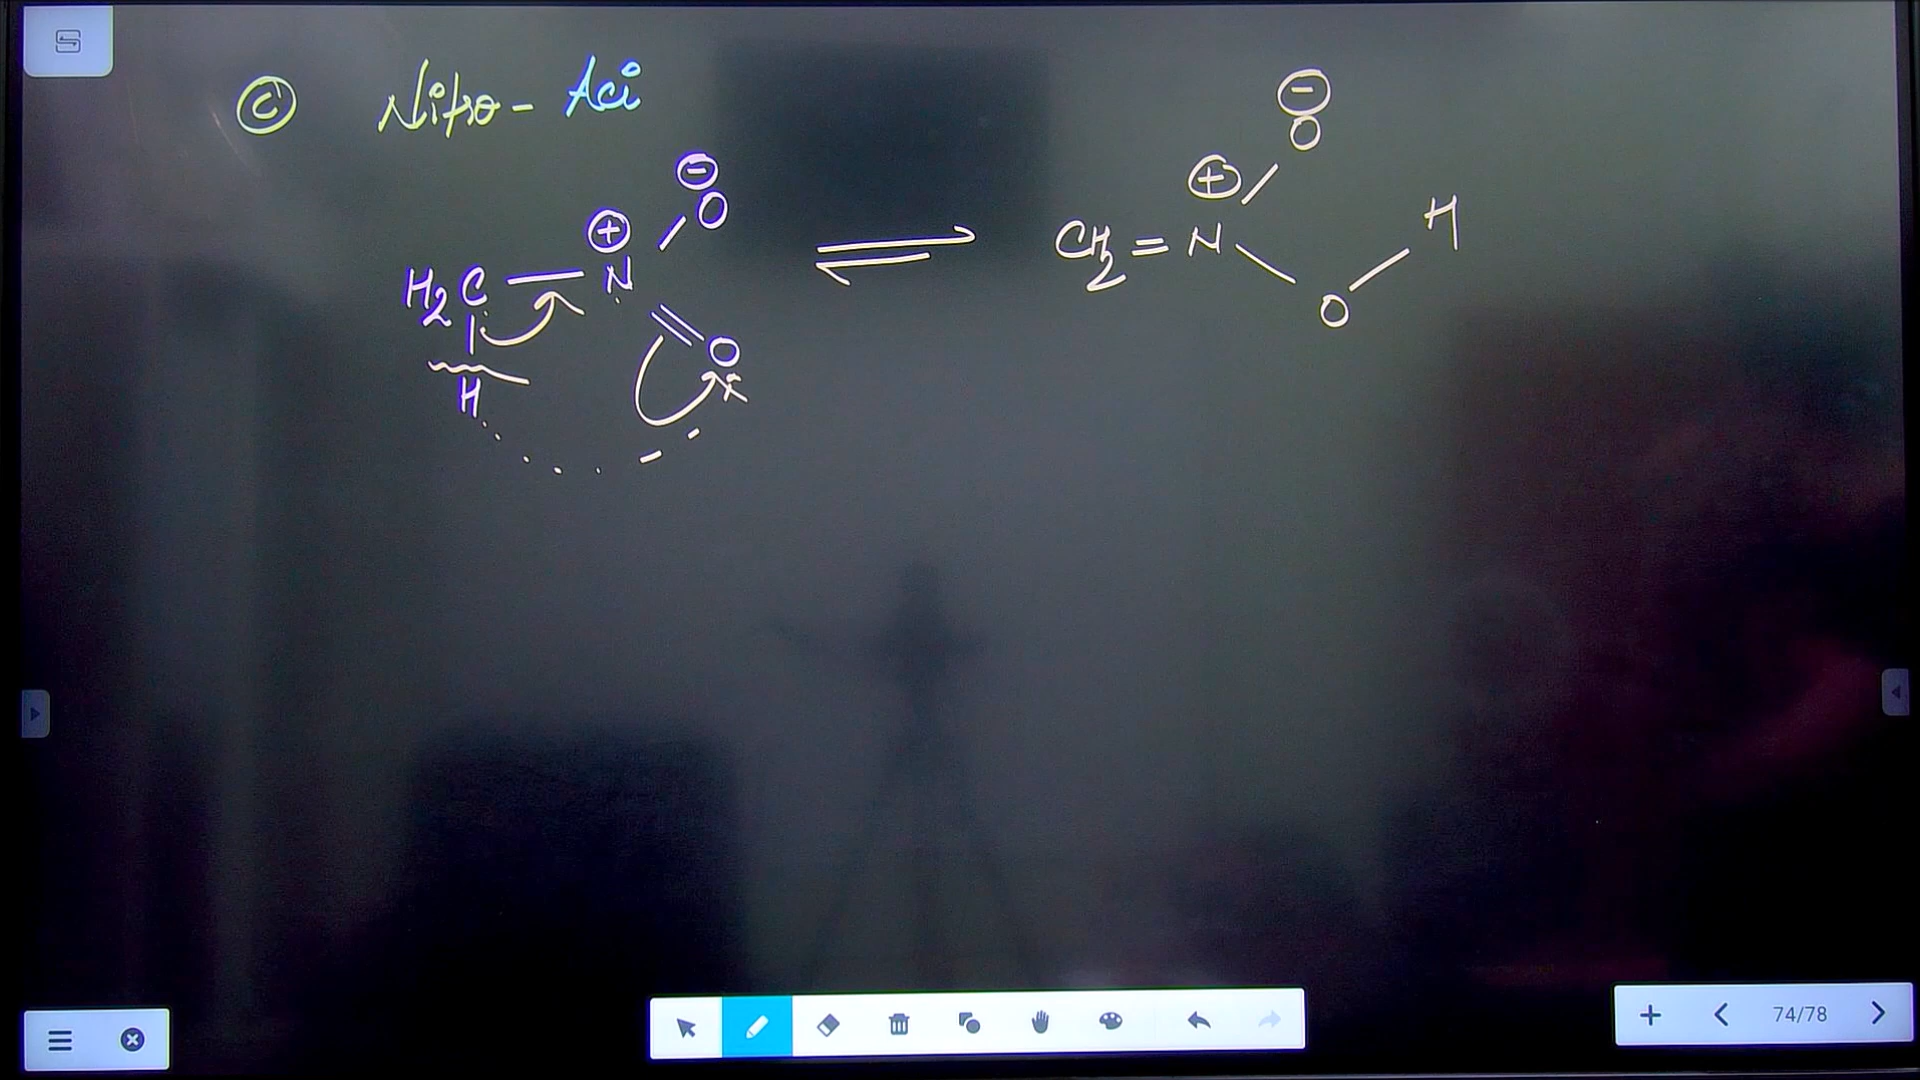 Ⓒ Nitro - Aci
⊖
O
⊕
H₂C — N
O
H
⇌
⊖
O
⊕
CH₂ = N
H
O
74/78